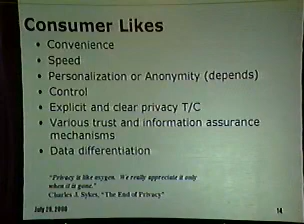 Consumer Likes
• Convenience
• Speed
• Personalization or Anonymity (depends)
• Control
• Explicit and clear privacy T/C
• Various trust and information assurance
mechanisms
• Data differentiation
"Privacy is like oxygen. We really appreciate it only
when it is gone."
Charles J. Sykes, "The End of Privacy"
July 28, 2000
14